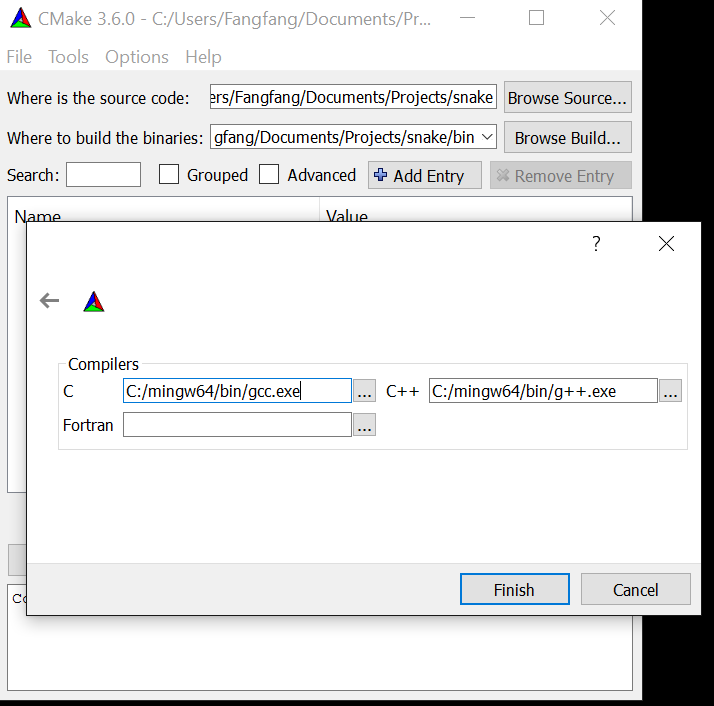 CMake 3.6.0 - C:/Users/Fangfang/Documents/Pr...
File Tools Options Help
Where is the source code: ers/Fangfang/Documents/Projects/snake Browse Source...
Where to build the binaries: gfang/Documents/Projects/snake/bin Browse Build...
Search: Grouped Advanced Add Entry Remove Entry
Name Value
?
Compilers
C C:/mingw64/bin/gcc.exe ... C++ C:/mingw64/bin/g++.exe ...
Fortran ...
Finish Cancel